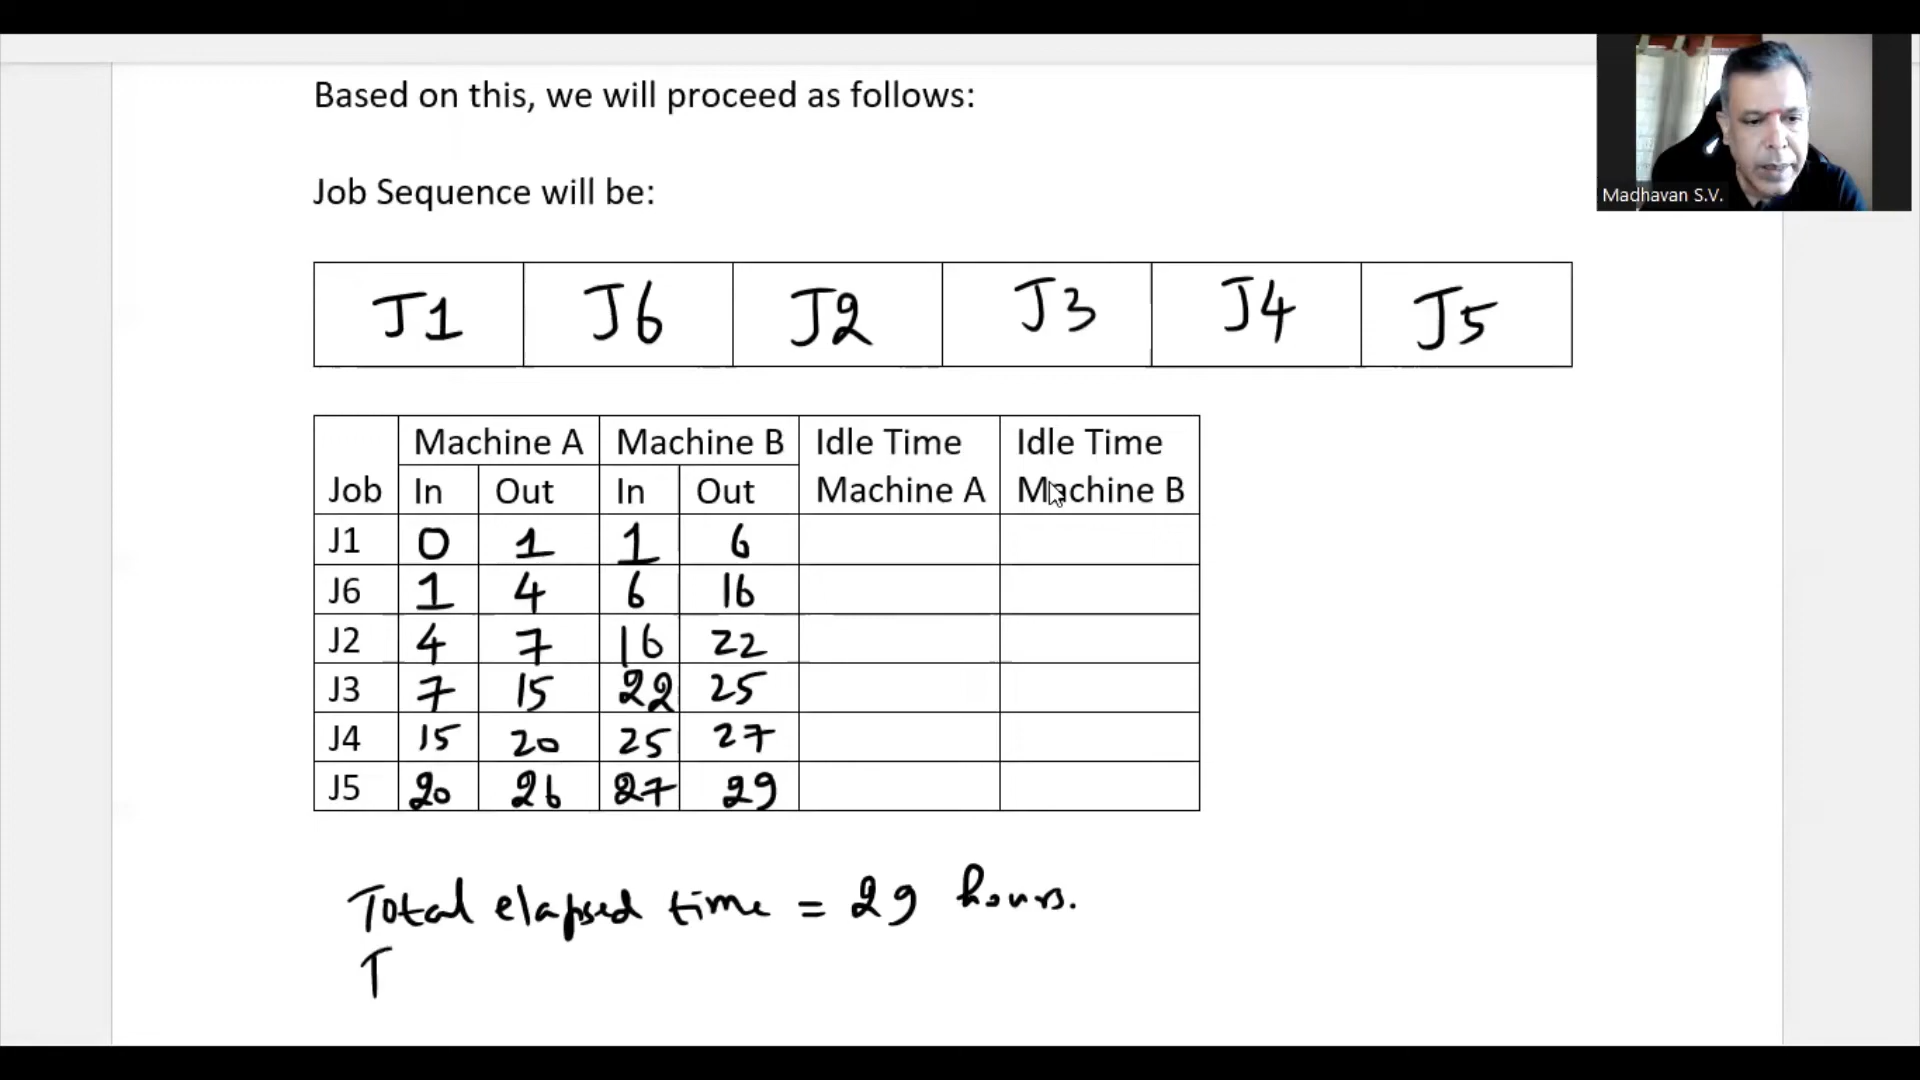 Based on this, we will proceed as follows:
Madhavan S.V.
Job Sequence will be:
J1 J6 J2 J3 J4 J5
Machine A Machine B Idle Time Idle Time
Job In Out In Out Machine A Machine B
J1 0 1 1 6
J6 1 4 6 16
J2 4 7 16 22
J3 7 15 22 25
J4 15 20 25 27
J5 20 26 27 29
Total elapsed time = 29 hours.
T